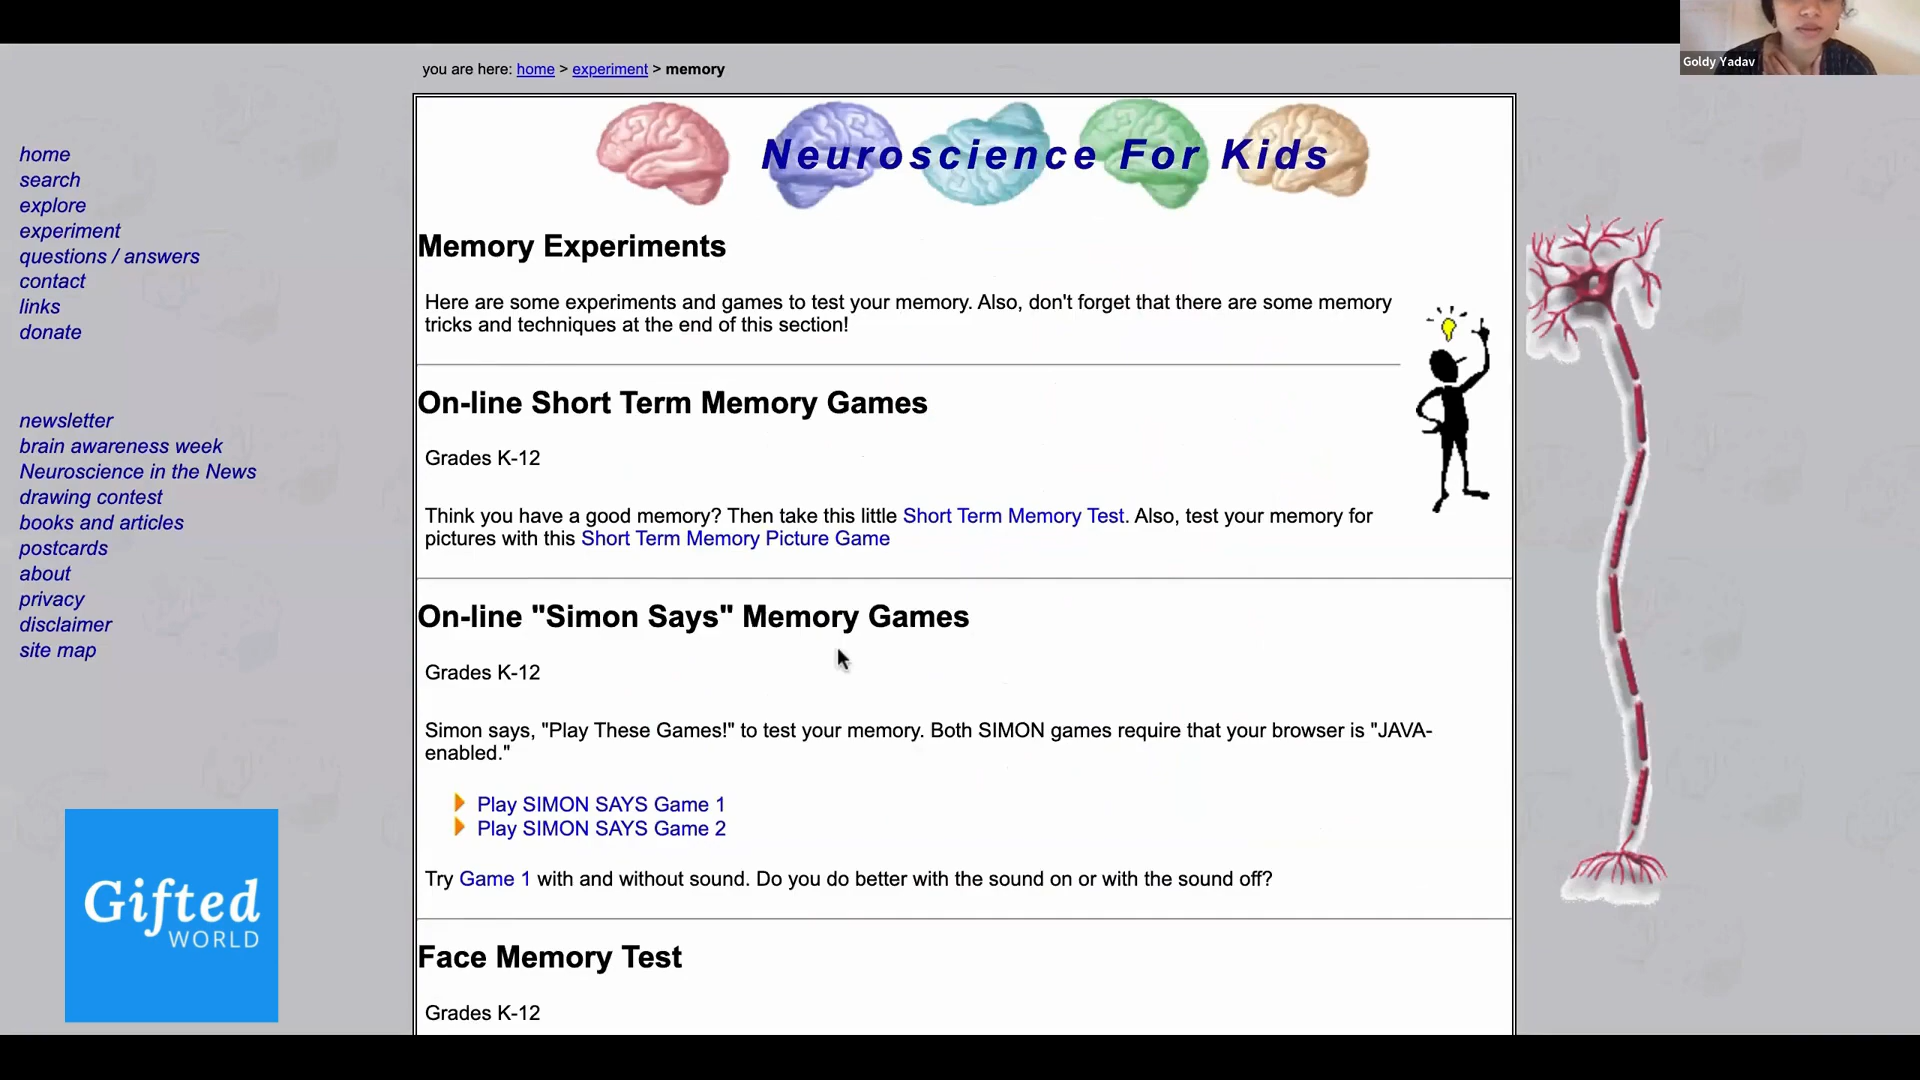 you are here: home > experiment > memory
Goldy Yadav
Neuroscience For Kids
home
search
explore
experiment
questions / answers
contact
links
donate
newsletter
brain awareness week
Neuroscience in the News
drawing contest
books and articles
postcards
about
privacy
disclaimer
site map
Gifted
WORLD
Memory Experiments
Here are some experiments and games to test your memory. Also, don't forget that there are some memory
tricks and techniques at the end of this section!
On-line Short Term Memory Games
Grades K-12
Think you have a good memory? Then take this little Short Term Memory Test. Also, test your memory for
pictures with this Short Term Memory Picture Game
On-line "Simon Says" Memory Games
Grades K-12
Simon says, "Play These Games!" to test your memory. Both SIMON games require that your browser is "JAVA-
enabled."
Play SIMON SAYS Game 1
Play SIMON SAYS Game 2
Try Game 1 with and without sound. Do you do better with the sound on or with the sound off?
Face Memory Test
Grades K-12